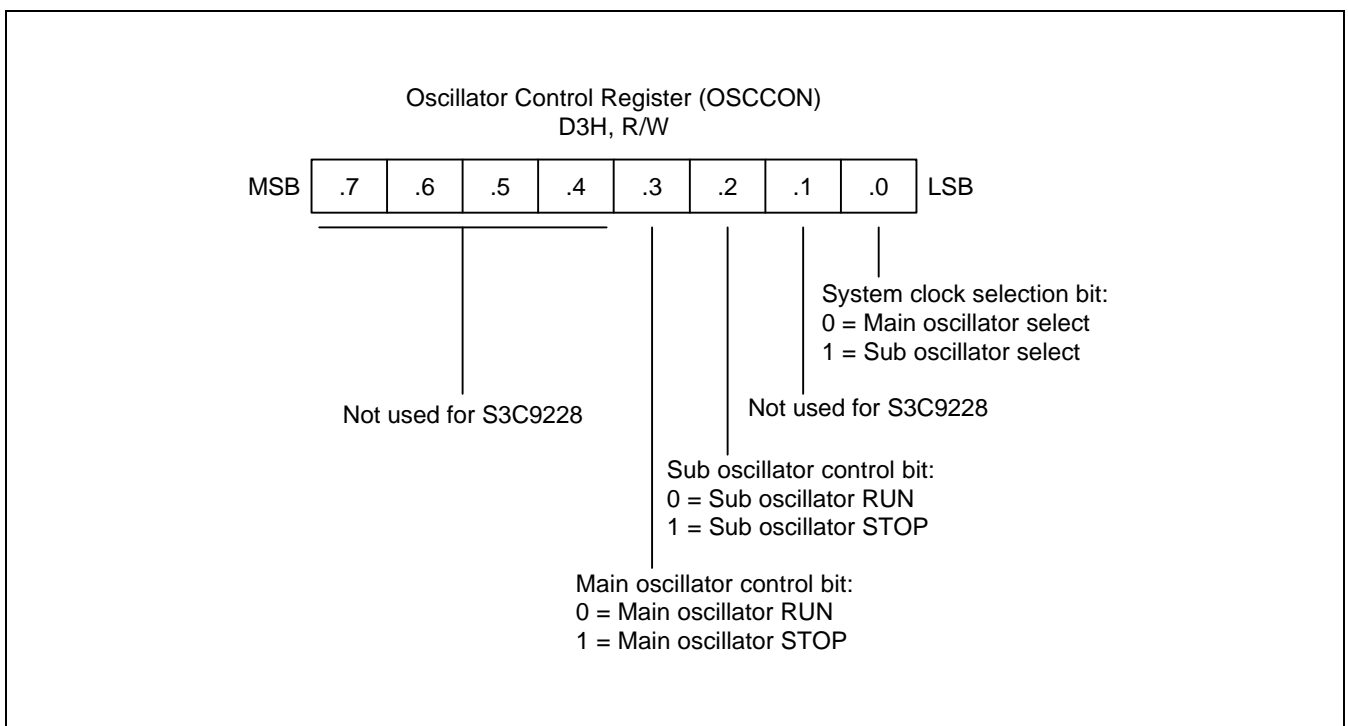 Oscillator Control Register (OSCCON)
D3H, R/W
MSB .7 .6 .5 .4 .3 .2 .1 .0 LSB
System clock selection bit:
0 = Main oscillator select
1 = Sub oscillator select
Not used for S3C9228
Not used for S3C9228
Sub oscillator control bit:
0 = Sub oscillator RUN
1 = Sub oscillator STOP
Main oscillator control bit:
0 = Main oscillator RUN
1 = Main oscillator STOP